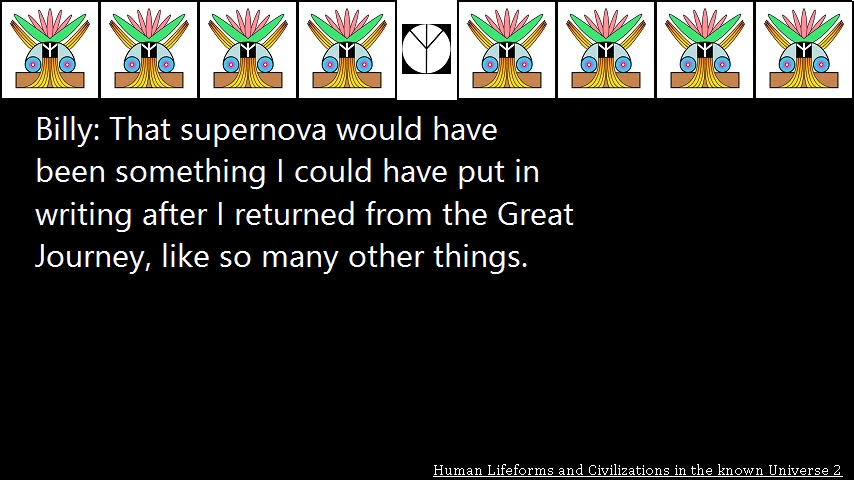 Billy: That supernova would have
been something I could have put in
writing after I returned from the Great
Journey, like so many other things.
Human Lifeforms and Civilizations in the known Universe 2